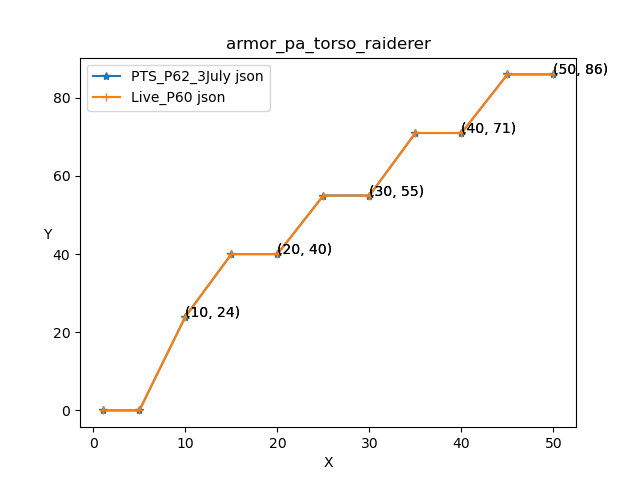 armor_pa_torso_raiderer
PTS_P62_3July json
Live_P60 json
(50, 86)
(40, 71)
(30, 55)
(20, 40)
(10, 24)
80
60
40
20
0
Y
0 10 20 30 40 50
X